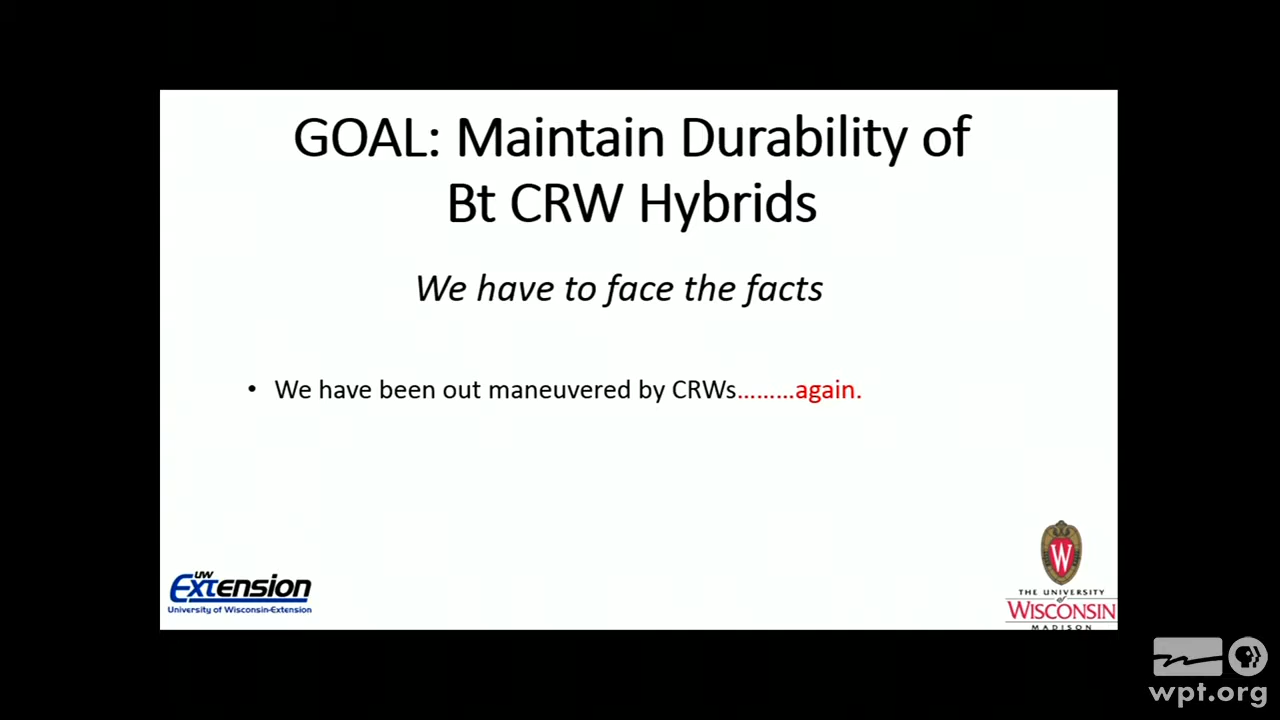 GOAL: Maintain Durability of
Bt CRW Hybrids
We have to face the facts
• We have been out maneuvered by CRWs.........again.
UW
Extension
University of Wisconsin-Extension
W
THE UNIVERSITY
of
WISCONSIN
MADISON
wpt.org